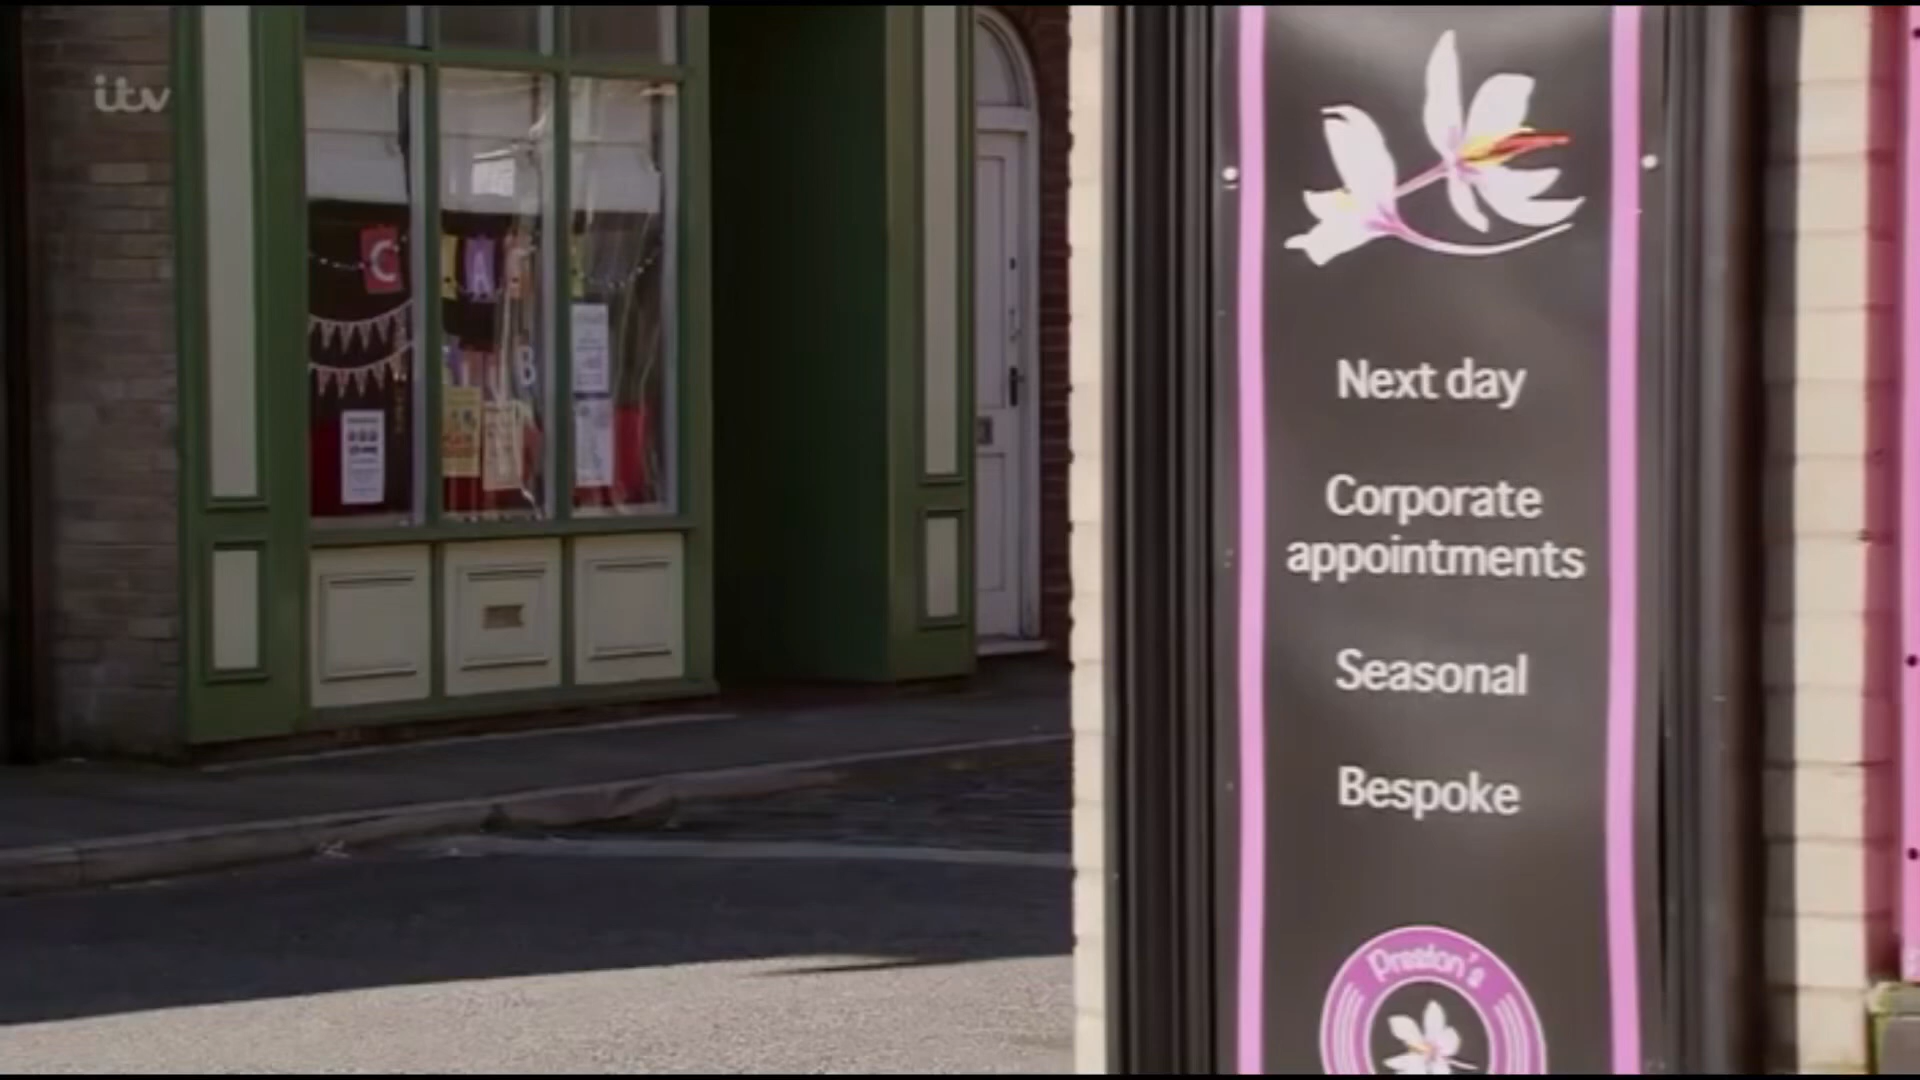 itv
C
A
B
Next day
Corporate
appointments
Seasonal
Bespoke
Preston's